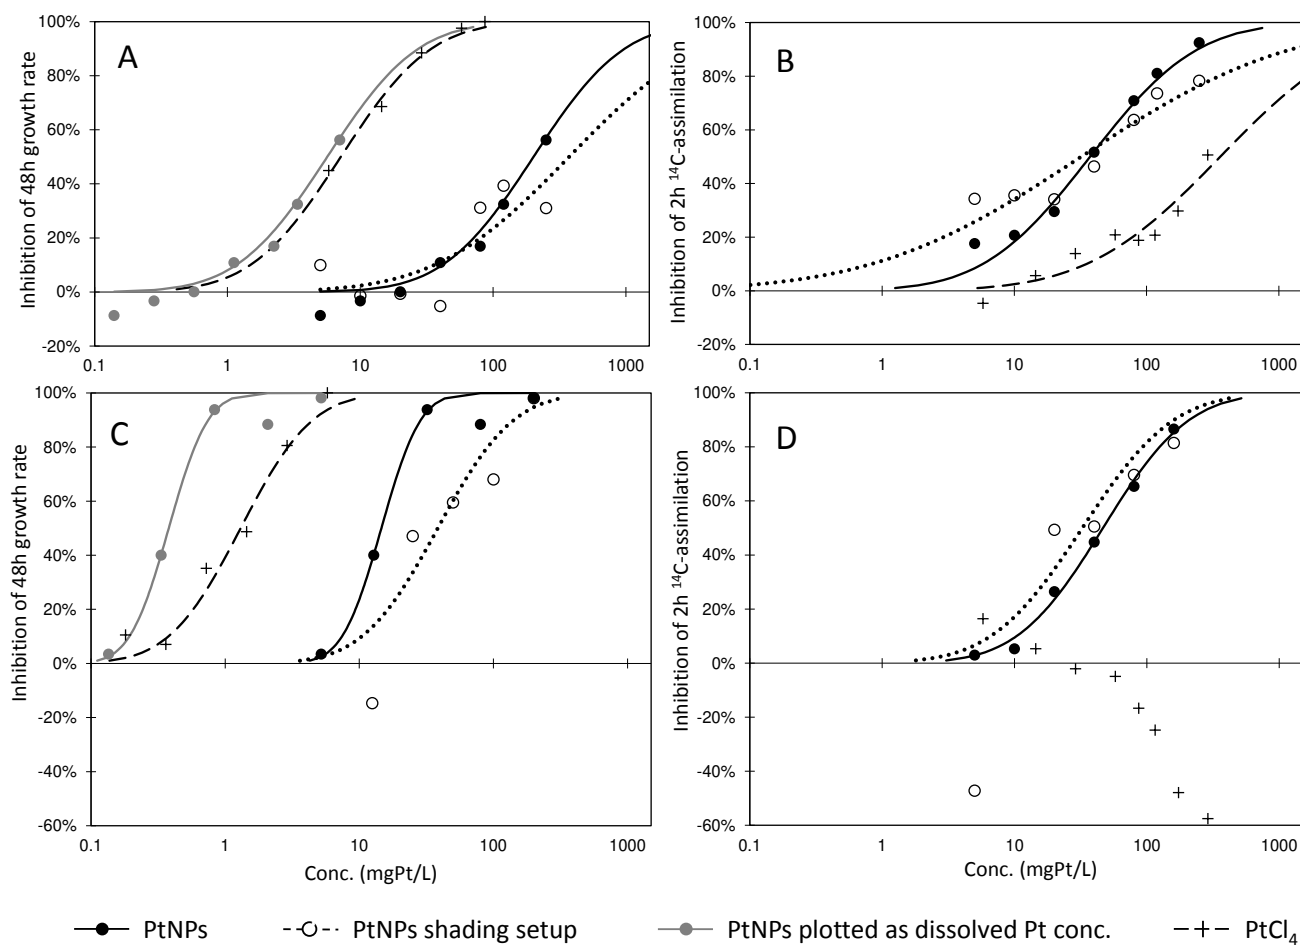 A
Inhibition of 48h growth rate
100%
80%
60%
40%
20%
0%
-20%
0.1 1 10 100 1000
B
Inhibition of 2h ¹⁴C-assimilation
100%
80%
60%
40%
20%
0%
-20%
0.1 1 10 100 1000
C
Inhibition of 48h growth rate
100%
80%
60%
40%
20%
0%
-20%
-40%
-60%
0.1 1 10 100 1000
Conc. (mgPt/L)
D
Inhibition of 2h ¹⁴C-assimilation
100%
80%
60%
40%
20%
0%
-20%
-40%
-60%
0.1 1 10 100 1000
Conc. (mgPt/L)
PtNPs PtNPs shading setup PtNPs plotted as dissolved Pt conc. PtCl₄